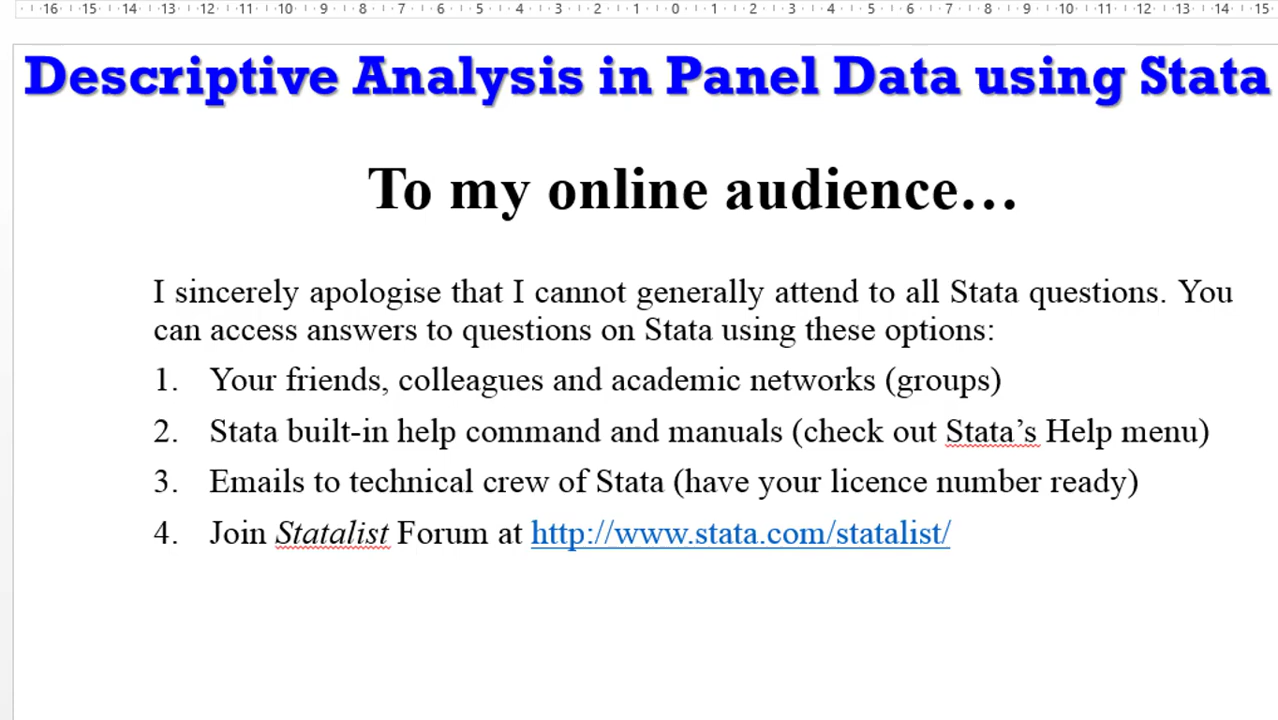 16 15 14 13 12 11 10 9 8 7 6 5 4 3 2 1 0 1 2 3 4 5 6 7 8 9 10 11 12 13 14 15
Descriptive Analysis in Panel Data using Stata
To my online audience…
I sincerely apologise that I cannot generally attend to all Stata questions. You
can access answers to questions on Stata using these options:
1. Your friends, colleagues and academic networks (groups)
2. Stata built-in help command and manuals (check out Stata’s Help menu)
3. Emails to technical crew of Stata (have your licence number ready)
4. Join Statalist Forum at http://www.stata.com/statalist/